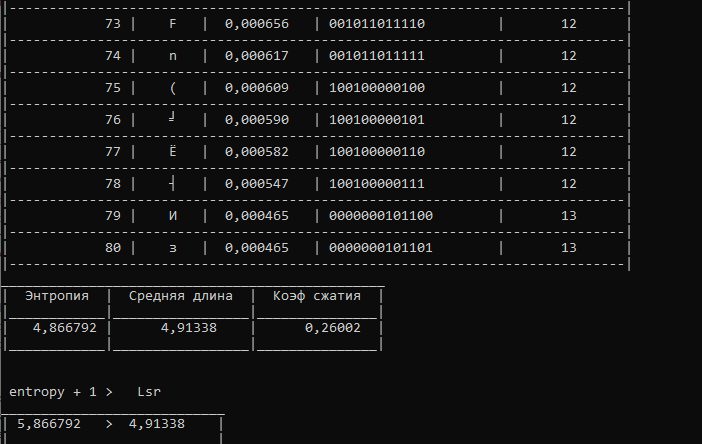 73 | F | 0,000656 | 001011011110 | 12
74 | n | 0,000617 | 001011011111 | 12
75 | ( | 0,000609 | 100100000100 | 12
76 | ╝ | 0,000590 | 100100000101 | 12
77 | Ё | 0,000582 | 100100000110 | 12
78 | ┤ | 0,000547 | 100100000111 | 12
79 | И | 0,000465 | 0000000101100 | 13
80 | з | 0,000465 | 0000000101101 | 13
| Энтропия | Средняя длина | Коэф сжатия |
| 4,866792 | 4,91338 | 0,26002 |
entropy + 1 > Lsr
| 5,866792 > 4,91338 |